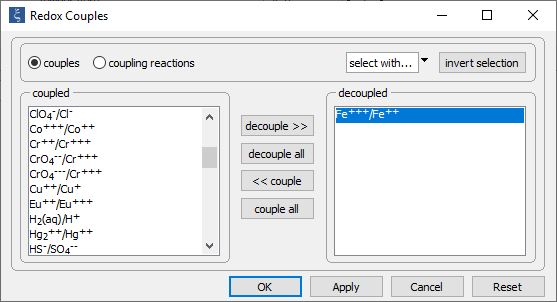 Redox Couples
couples
coupling reactions
select with...
invert selection
coupled
decoupled
ClO₄⁻/Cl⁻
Co⁺⁺⁺/Co⁺⁺
Cr⁺⁺/Cr⁺⁺⁺
CrO₄⁻⁻/Cr⁺⁺⁺
CrO₄⁻⁻⁻/Cr⁺⁺⁺
Cu⁺⁺/Cu⁺
Eu⁺⁺/Eu⁺⁺⁺
H₂(aq)/H⁺
Hg₂⁺⁺/Hg⁺⁺
HS⁻/SO₄⁻⁻
decouple >>
decouple all
<< couple
couple all
Fe⁺⁺⁺/Fe⁺⁺
OK
Apply
Cancel
Reset